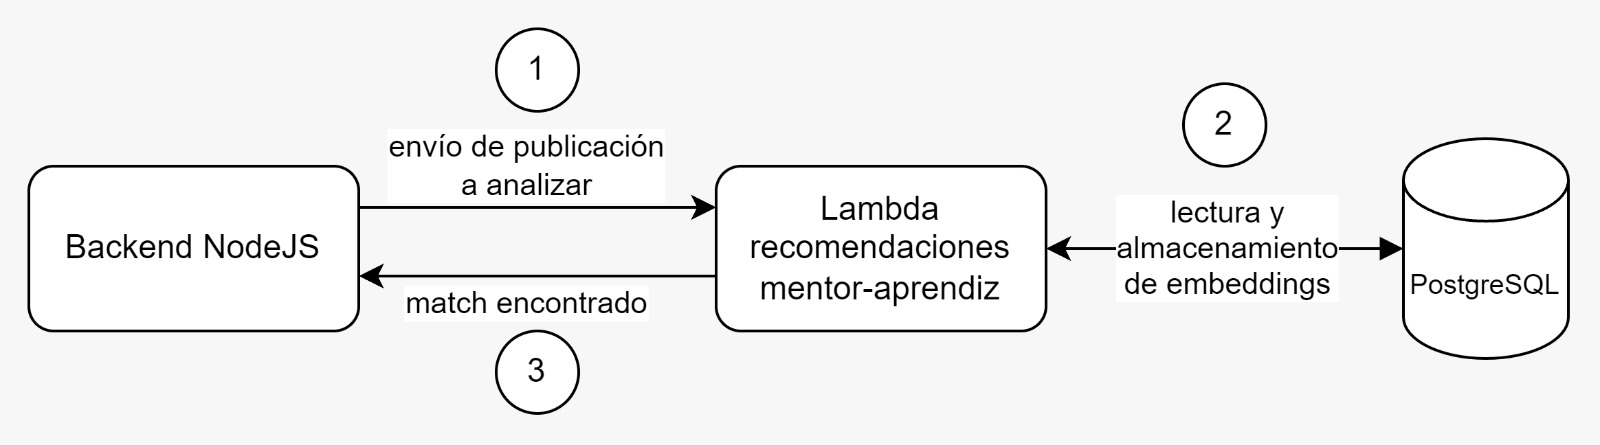 1
envío de publicación
a analizar
Backend NodeJS
match encontrado
3
Lambda
recomendaciones
mentor-aprendiz
2
lectura y
almacenamiento
de embeddings
PostgreSQL